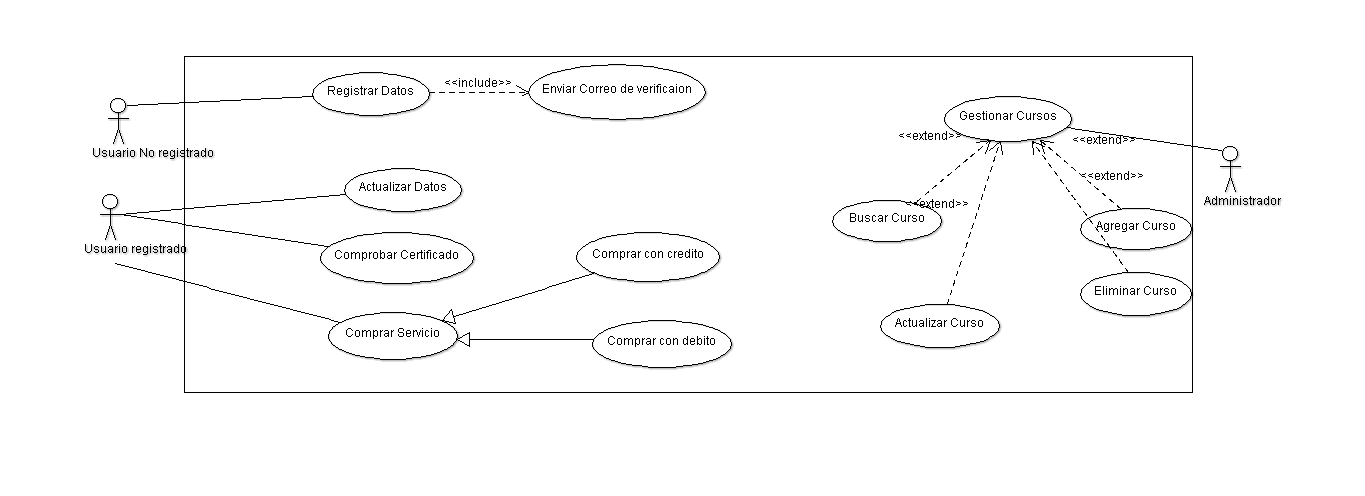 Registrar Datos
<<include>>
Enviar Correo de verificaion
Usuario No registrado
Gestionar Cursos
<<extend>>
<<extend>>
<<extend>>
<<extend>>
Administrador
Actualizar Datos
Usuario registrado
Comprobar Certificado
Comprar con credito
Comprar Servicio
Comprar con debito
Buscar Curso
Agregar Curso
Eliminar Curso
Actualizar Curso